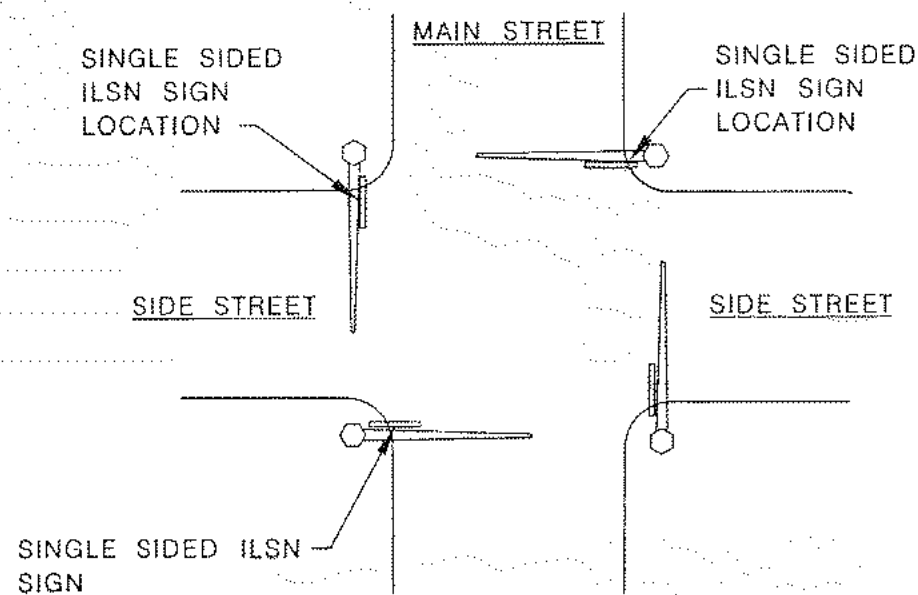 MAIN STREET
SINGLE SIDED
ILSN SIGN
LOCATION
SINGLE SIDED
ILSN SIGN
LOCATION
SIDE STREET
SIDE STREET
SINGLE SIDED ILSN
SIGN